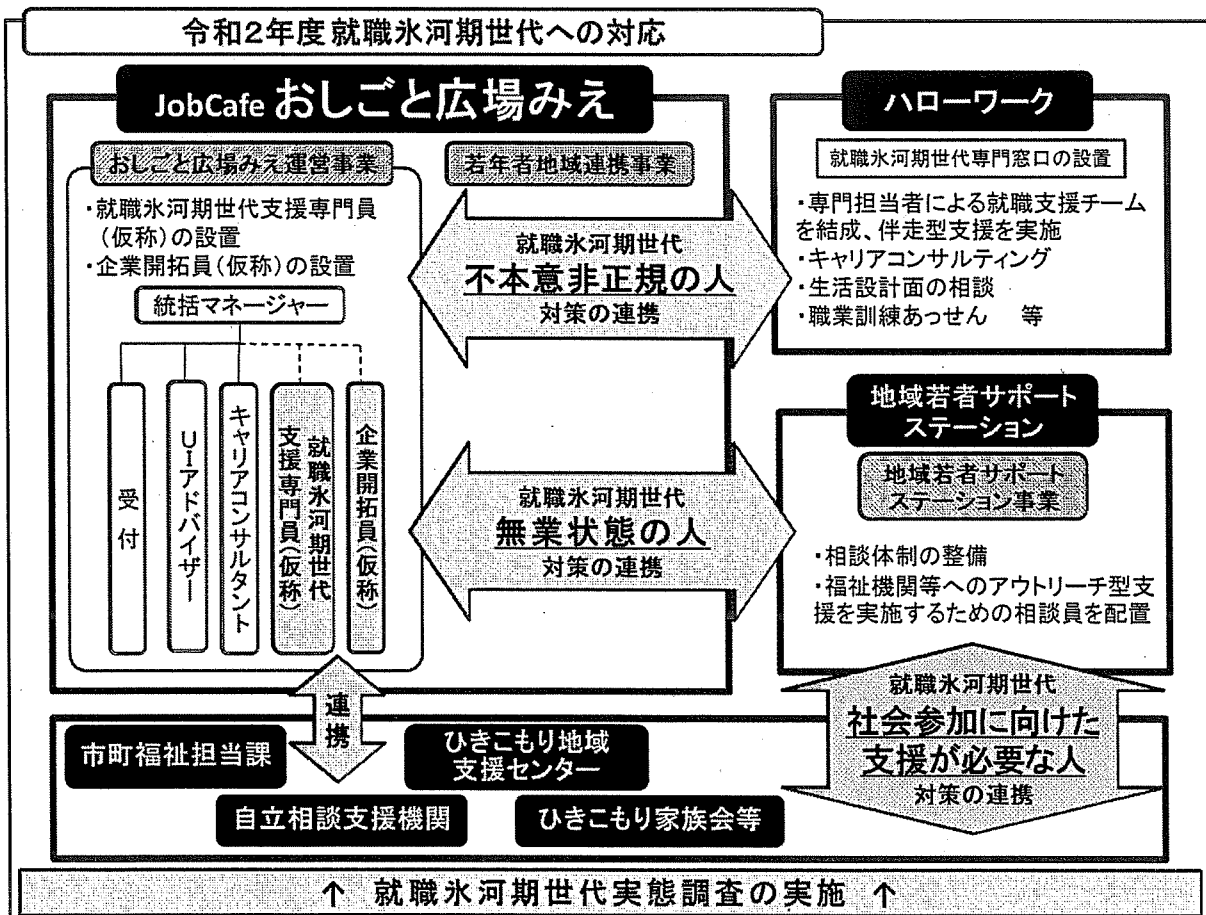 令和2年度就職氷河期世代への対応
JobCafe おしごと広場みえ
おしごと広場みえ運営事業
若年者地域連携事業
・就職氷河期世代支援専門員
(仮称)の設置
・企業開拓員(仮称)の設置
統括マネージャー
受付
UIアドバイザー
キャリアコンサルタント
就職氷河期世代
支援専門員(仮称)
企業開拓員(仮称)
就職氷河期世代
不本意非正規の人
対策の連携
就職氷河期世代
無業状態の人
対策の連携
ハローワーク
就職氷河期世代専門窓口の設置
・専門担当者による就職支援チーム
を結成、伴走型支援を実施
・キャリアコンサルティング
・生活設計面の相談
・職業訓練あっせん 等
地域若者サポート
ステーション
地域若者サポート
ステーション事業
・相談体制の整備
・福祉機関等へのアウトリーチ型支
援を実施するための相談員を配置
就職氷河期世代
社会参加に向けた
支援が必要な人
対策の連携
連携
市町福祉担当課
ひきこもり地域
支援センター
自立相談支援機関
ひきこもり家族会等
↑ 就職氷河期世代実態調査の実施 ↑